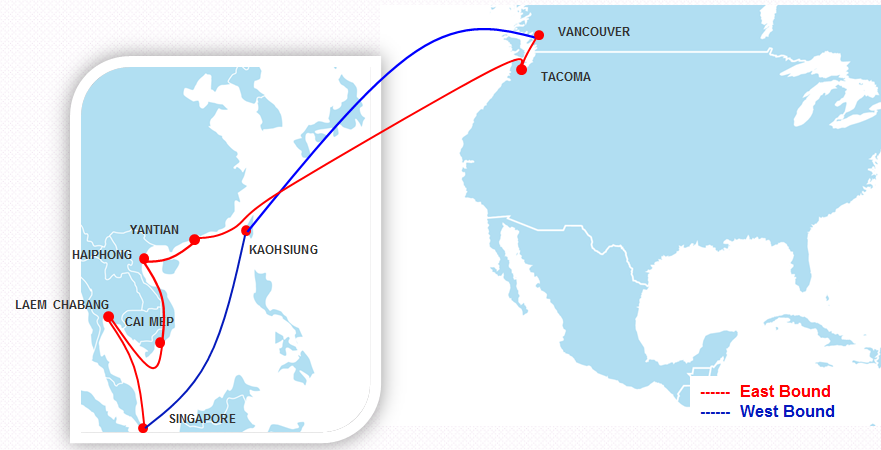 VANCOUVER
TACOMA
YANTIAN
KAOHSIUNG
HAIPHONG
LAEM CHABANG
CAI MEP
SINGAPORE
------ East Bound
------ West Bound